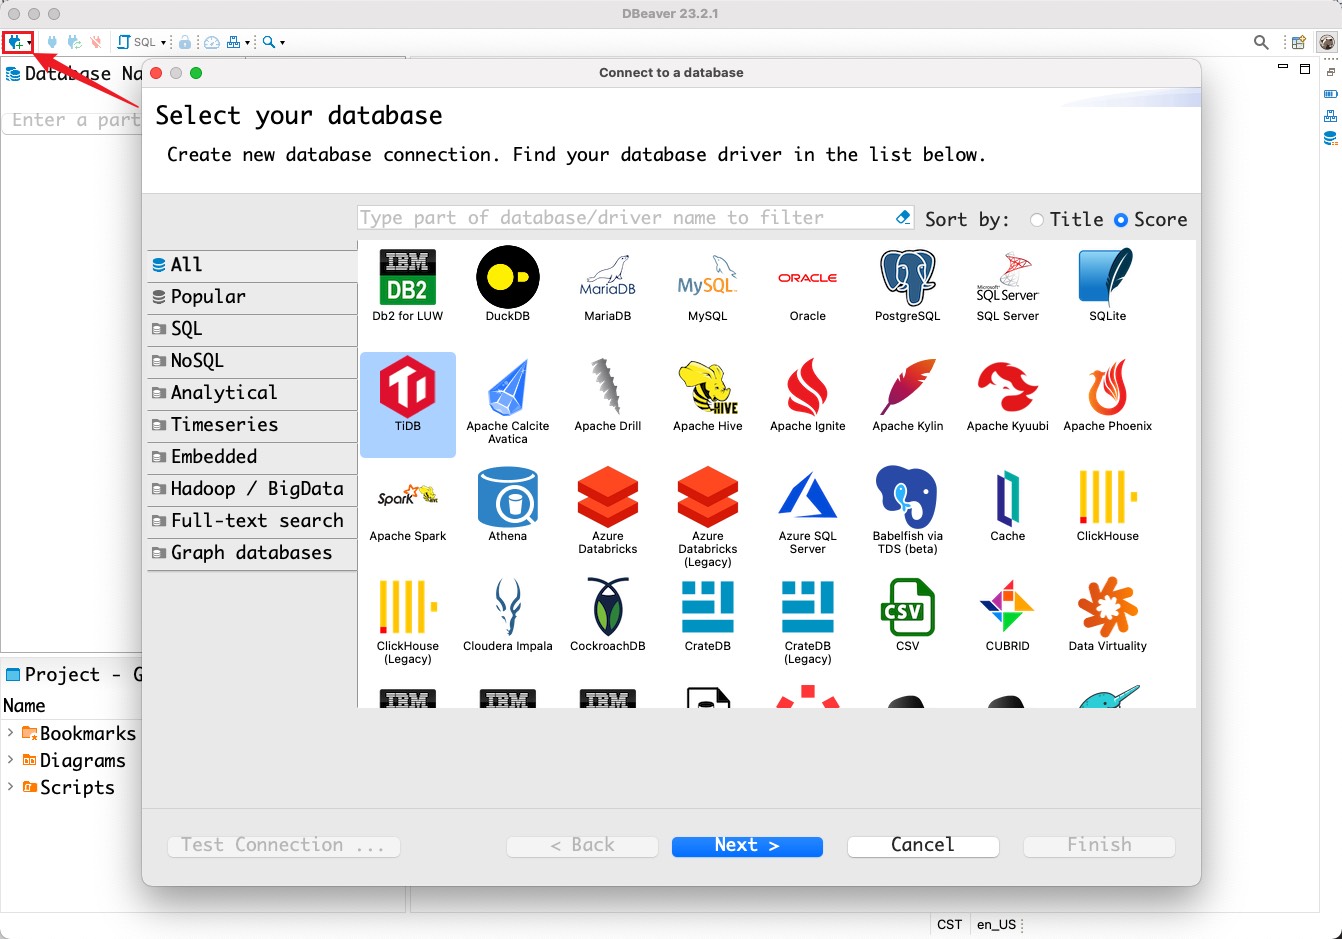 DBeaver 23.2.1
SQL
Database Na
Enter a part
Connect to a database
Select your database
Create new database connection. Find your database driver in the list below.
Type part of database/driver name to filter
Sort by:
Title
Score
All
Popular
SQL
NoSQL
Analytical
Timeseries
Embedded
Hadoop / BigData
Full-text search
Graph databases
IBM
DB2
Db2 for LUW
DuckDB
MariaDB
MariaDB
MySQL
MySQL
ORACLE
Oracle
PostgreSQL
Microsoft
SQL Server
SQL Server
SQLite
TiDB
Apache Calcite
Avatica
Apache Drill
HIVE
Apache Hive
Apache Ignite
Apache Kylin
Apache Kyuubi
Apache Phoenix
Spark
Apache Spark
Athena
Azure
Databricks
Azure
Databricks
(Legacy)
Azure SQL
Server
Babelfish via
TDS (beta)
Cache
ClickHouse
ClickHouse
(Legacy)
Cloudera Impala
CockroachDB
CrateDB
CrateDB
(Legacy)
CSV
CSV
CUBRID
Data Virtuality
IBM
IBM
IBM
Project - G
Name
Bookmarks
Diagrams
Scripts
Test Connection ...
< Back
Next >
Cancel
Finish
CST
en_US